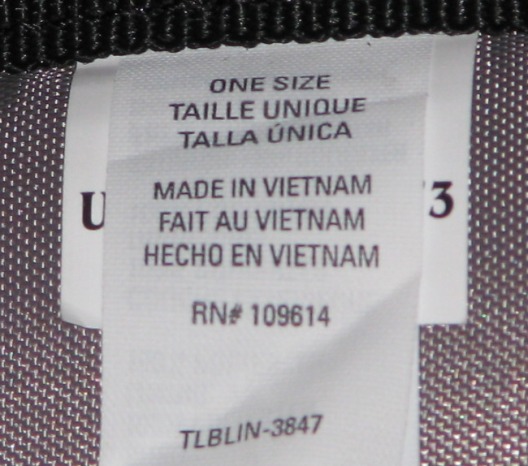 ONE SIZE
TAILLE UNIQUE
TALLA ÚNICA
MADE IN VIETNAM
FAIT AU VIETNAM
HECHO EN VIETNAM
RN# 109614
TLBLIN-3847